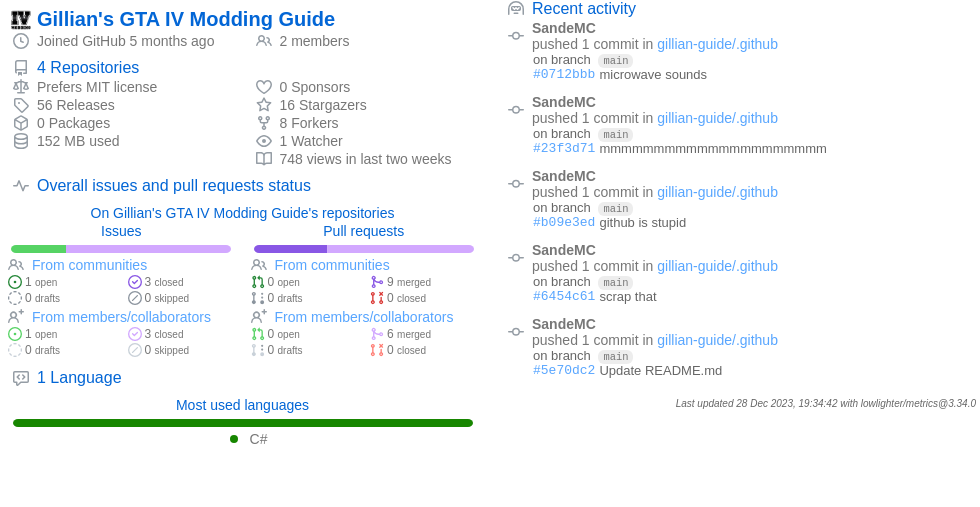 Gillian's GTA IV Modding Guide
Joined GitHub 5 months ago
2 members
4 Repositories
Prefers MIT license
0 Sponsors
56 Releases
16 Stargazers
0 Packages
8 Forkers
152 MB used
1 Watcher
748 views in last two weeks
Overall issues and pull requests status
On Gillian's GTA IV Modding Guide's repositories
Issues
Pull requests
From communities
From communities
1 open
3 closed
0 open
9 merged
0 drafts
0 skipped
0 drafts
0 closed
From members/collaborators
From members/collaborators
1 open
3 closed
0 open
6 merged
0 drafts
0 skipped
0 drafts
0 closed
1 Language
Most used languages
C#
Recent activity
SandeMC
pushed 1 commit in gillian-guide/.github
on branch main
#0712bbb microwave sounds
SandeMC
pushed 1 commit in gillian-guide/.github
on branch main
#23f3d71 mmmmmmmmmmmmmmmmmmmmm
SandeMC
pushed 1 commit in gillian-guide/.github
on branch main
#b09e3ed github is stupid
SandeMC
pushed 1 commit in gillian-guide/.github
on branch main
#6454c61 scrap that
SandeMC
pushed 1 commit in gillian-guide/.github
on branch main
#5e70dc2 Update README.md
Last updated 28 Dec 2023, 19:34:42 with lowlighter/metrics@3.34.0